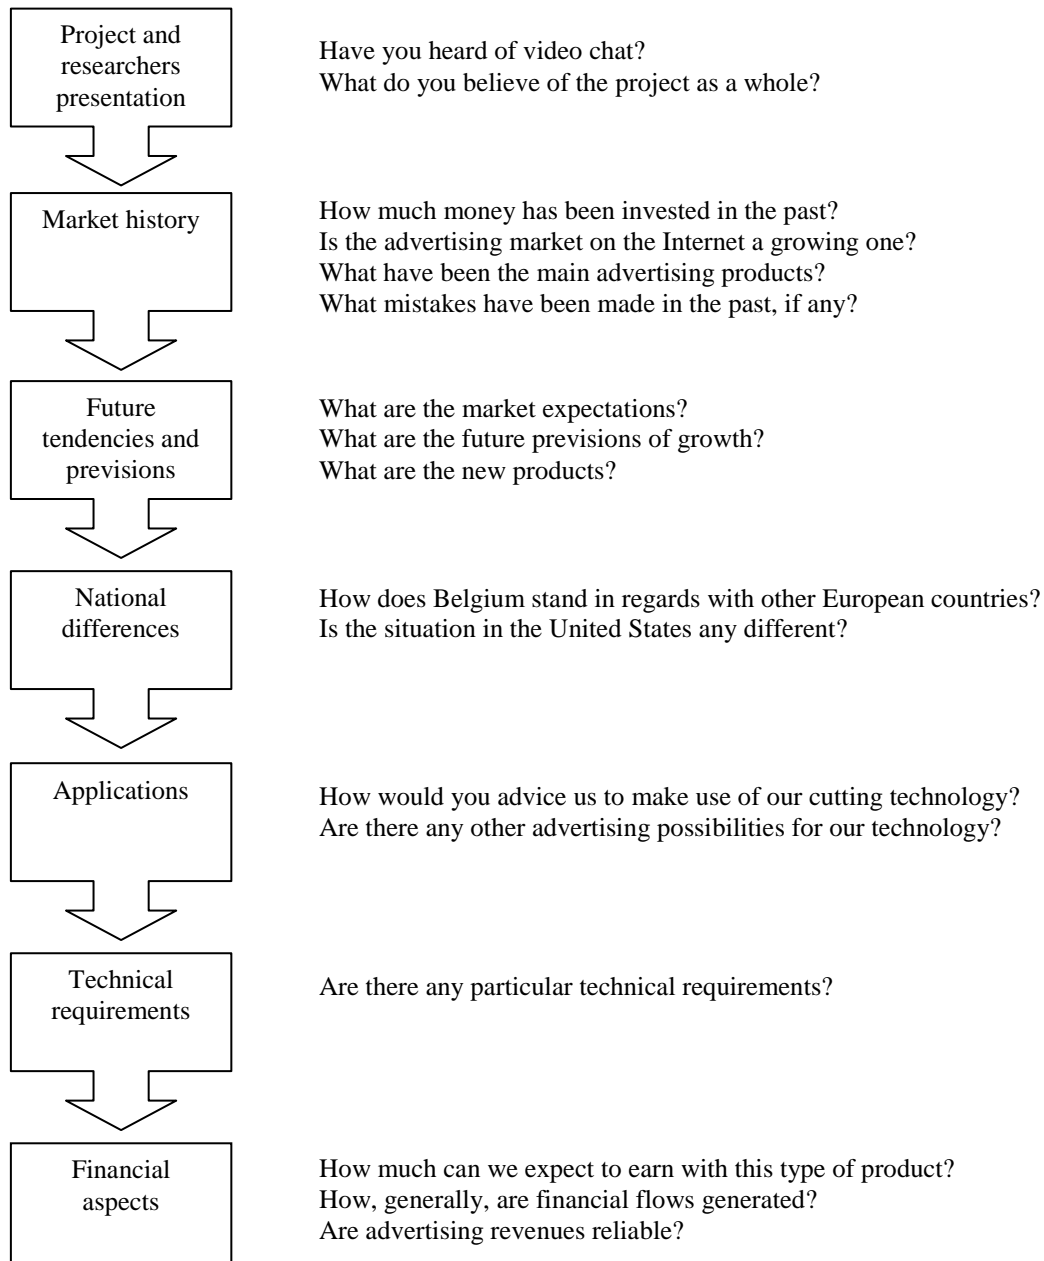 Project and
researchers
presentation
Have you heard of video chat?
What do you believe of the project as a whole?
Market history
How much money has been invested in the past?
Is the advertising market on the Internet a growing one?
What have been the main advertising products?
What mistakes have been made in the past, if any?
Future
tendencies and
previsions
What are the market expectations?
What are the future previsions of growth?
What are the new products?
National
differences
How does Belgium stand in regards with other European countries?
Is the situation in the United States any different?
Applications
How would you advice us to make use of our cutting technology?
Are there any other advertising possibilities for our technology?
Technical
requirements
Are there any particular technical requirements?
Financial
aspects
How much can we expect to earn with this type of product?
How, generally, are financial flows generated?
Are advertising revenues reliable?